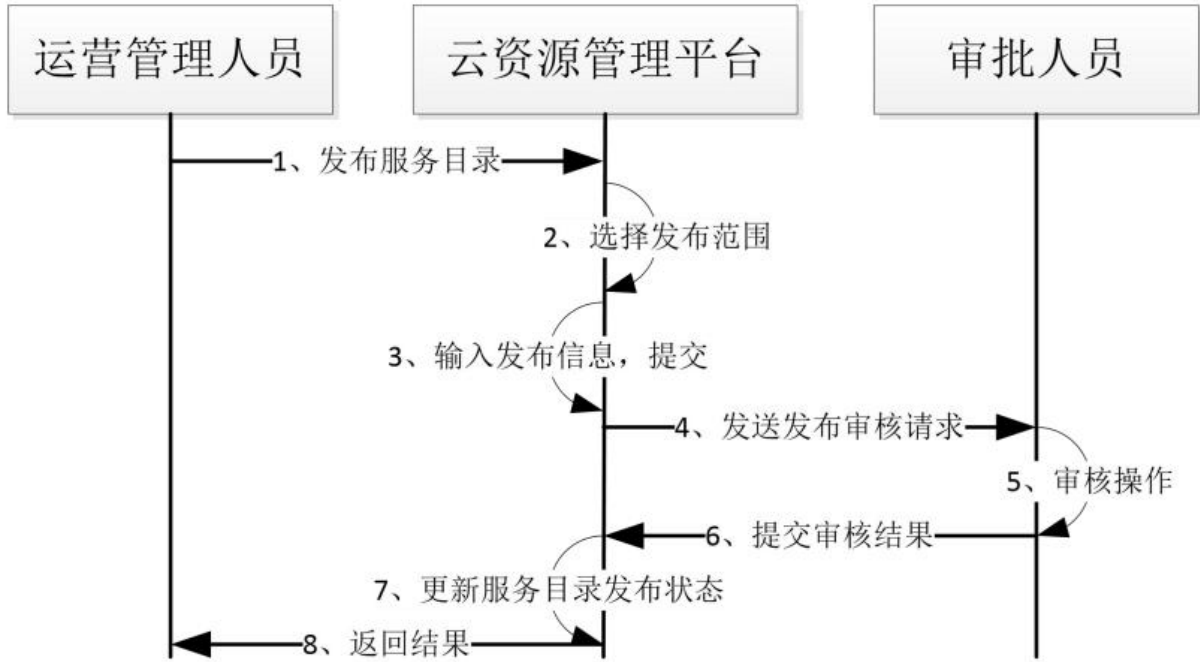 运营管理人员
云资源管理平台
审批人员
1、发布服务目录
2、选择发布范围
3、输入发布信息，提交
4、发送发布审核请求
5、审核操作
6、提交审核结果
7、更新服务目录发布状态
8、返回结果